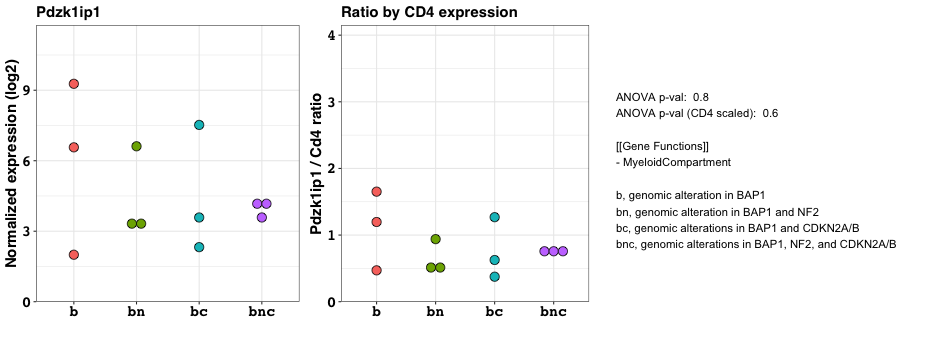 Pdzk1ip1
Normalized expression (log2)
9
6
3
0
b
bn
bc
bnc
Ratio by CD4 expression
Pdzk1ip1 / Cd4 ratio
4
3
2
1
0
b
bn
bc
bnc
ANOVA p-val:  0.8
ANOVA p-val (CD4 scaled):  0.6
[[Gene Functions]]
- MyeloidCompartment
b, genomic alteration in BAP1
bn, genomic alteration in BAP1 and NF2
bc, genomic alterations in BAP1 and CDKN2A/B
bnc, genomic alterations in BAP1, NF2, and CDKN2A/B